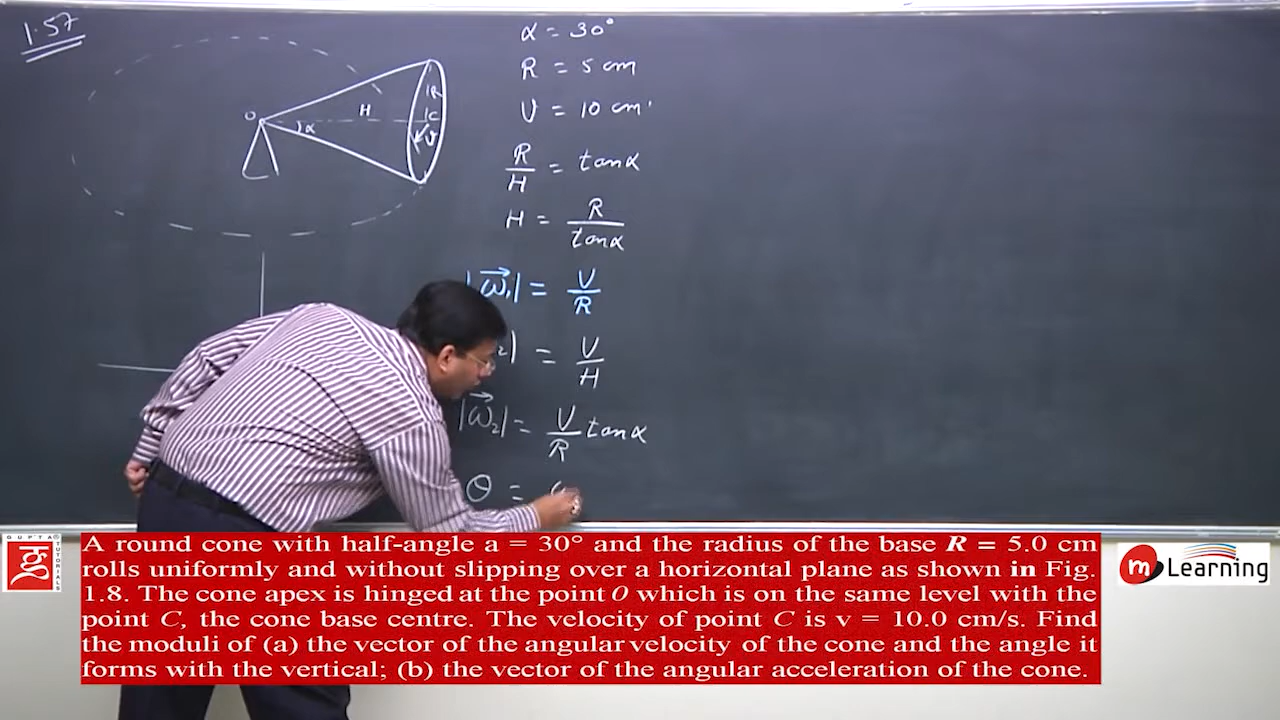 1.57
α = 30°
R = 5 cm
V = 10 cm
R/H = tanα
H = R/tanα
O
H
α
R
C
V
|ω₁| = V/R
₂| = V/H
|ω₂| = V/R tanα
θ =
A round cone with half-angle a = 30° and the radius of the base R = 5.0 cm
rolls uniformly and without slipping over a horizontal plane as shown in Fig.
1.8. The cone apex is hinged at the point O which is on the same level with the
point C, the cone base centre. The velocity of point C is v = 10.0 cm/s. Find
the moduli of (a) the vector of the angular velocity of the cone and the angle it
forms with the vertical; (b) the vector of the angular acceleration of the cone.
GUPTA
TUTORIALS
m Learning